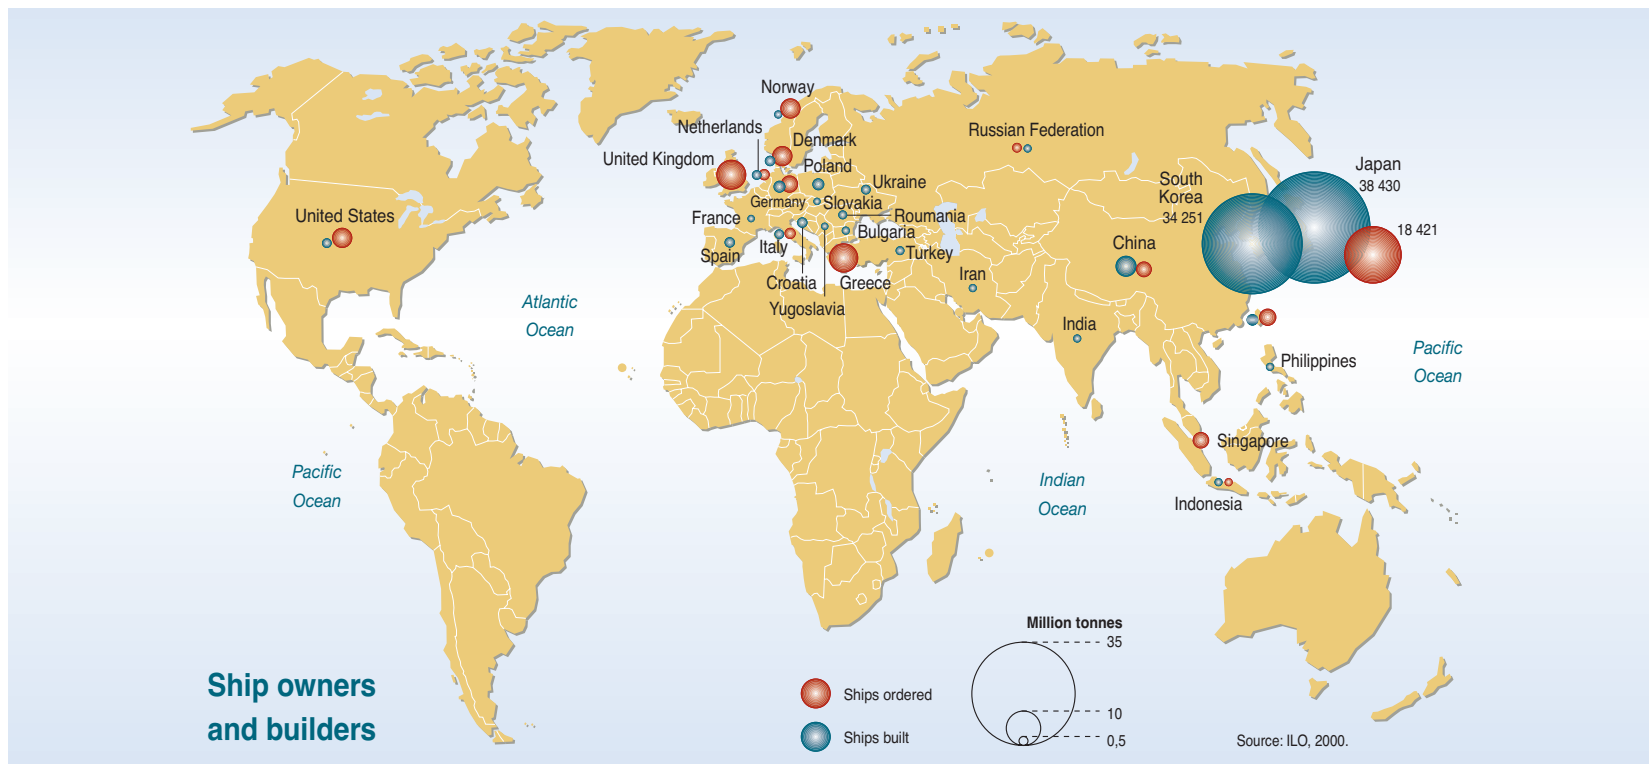 Norway
Netherlands
Denmark
United Kingdom
Poland
Germany
Ukraine
Slovakia
France
Roumania
Bulgaria
Italy
Spain
Turkey
Croatia
Greece
Yugoslavia
United States
Russian Federation
Japan
38 430
South
Korea
34 251
18 421
China
Iran
India
Philippines
Singapore
Indonesia
Atlantic
Ocean
Pacific
Ocean
Pacific
Ocean
Indian
Ocean
Ship owners
and builders
Ships ordered
Ships built
Million tonnes
35
10
0,5
Source: ILO, 2000.